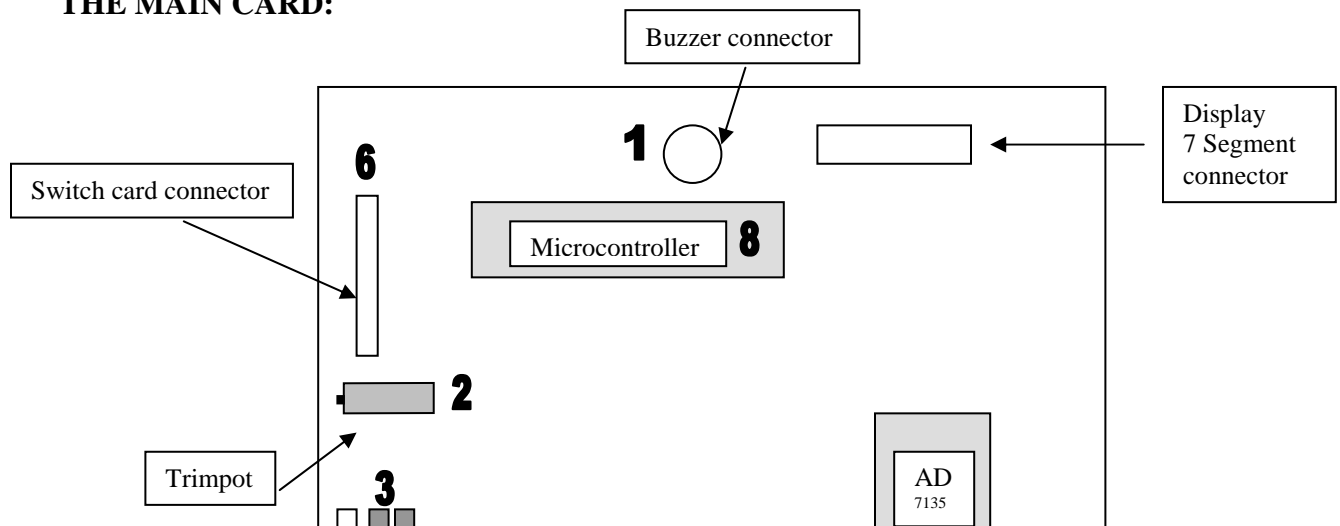 THE MAIN CARD:
Buzzer connector
Display
7 Segment
connector
1
6
Switch card connector
Microcontroller
8
2
Trimpot
3
AD
7135